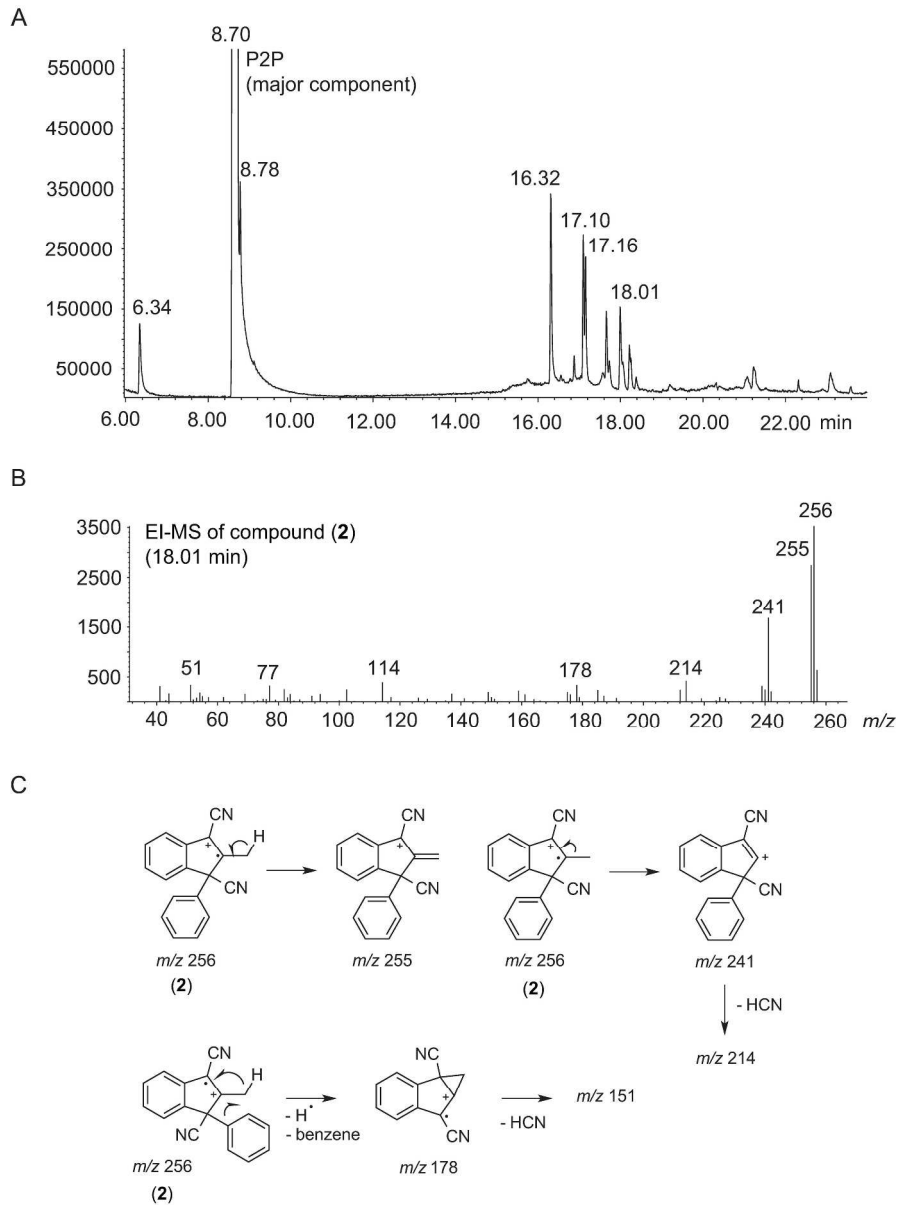 A
8.70
550000
P2P
(major component)
450000
350000
8.78
16.32
17.10
250000
17.16
150000
6.34
18.01
50000
6.00
8.00
10.00
12.00
14.00
16.00
18.00
20.00
22.00
min
B
3500
EI-MS of compound (2)
(18.01 min)
256
255
2500
1500
241
500
51
77
114
178
214
40
60
80
100
120
140
160
180
200
220
240
260
m/z
C
CN
H
+
•
CN
m/z 256
(2)
CN
+
CN
m/z 255
CN
+
•
CN
m/z 256
(2)
CN
+
CN
m/z 241
- HCN
m/z 214
CN
•
H
+
NC
m/z 256
(2)
- H•
- benzene
NC
+
•
CN
m/z 178
- HCN
m/z 151